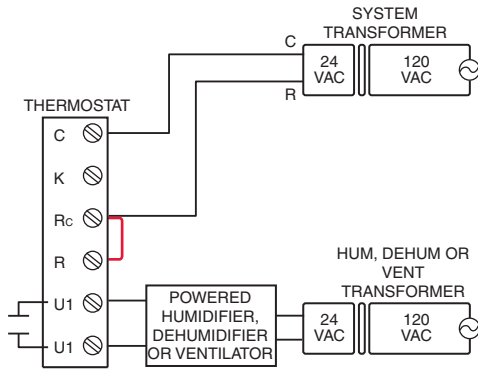 SYSTEM
TRANSFORMER
C
24
VAC
120
VAC
R
THERMOSTAT
C
K
RC
R
U1
U1
POWERED
HUMIDIFIER,
DEHUMIDIFIER
OR VENTILATOR
HUM, DEHUM OR
VENT
TRANSFORMER
24
VAC
120
VAC